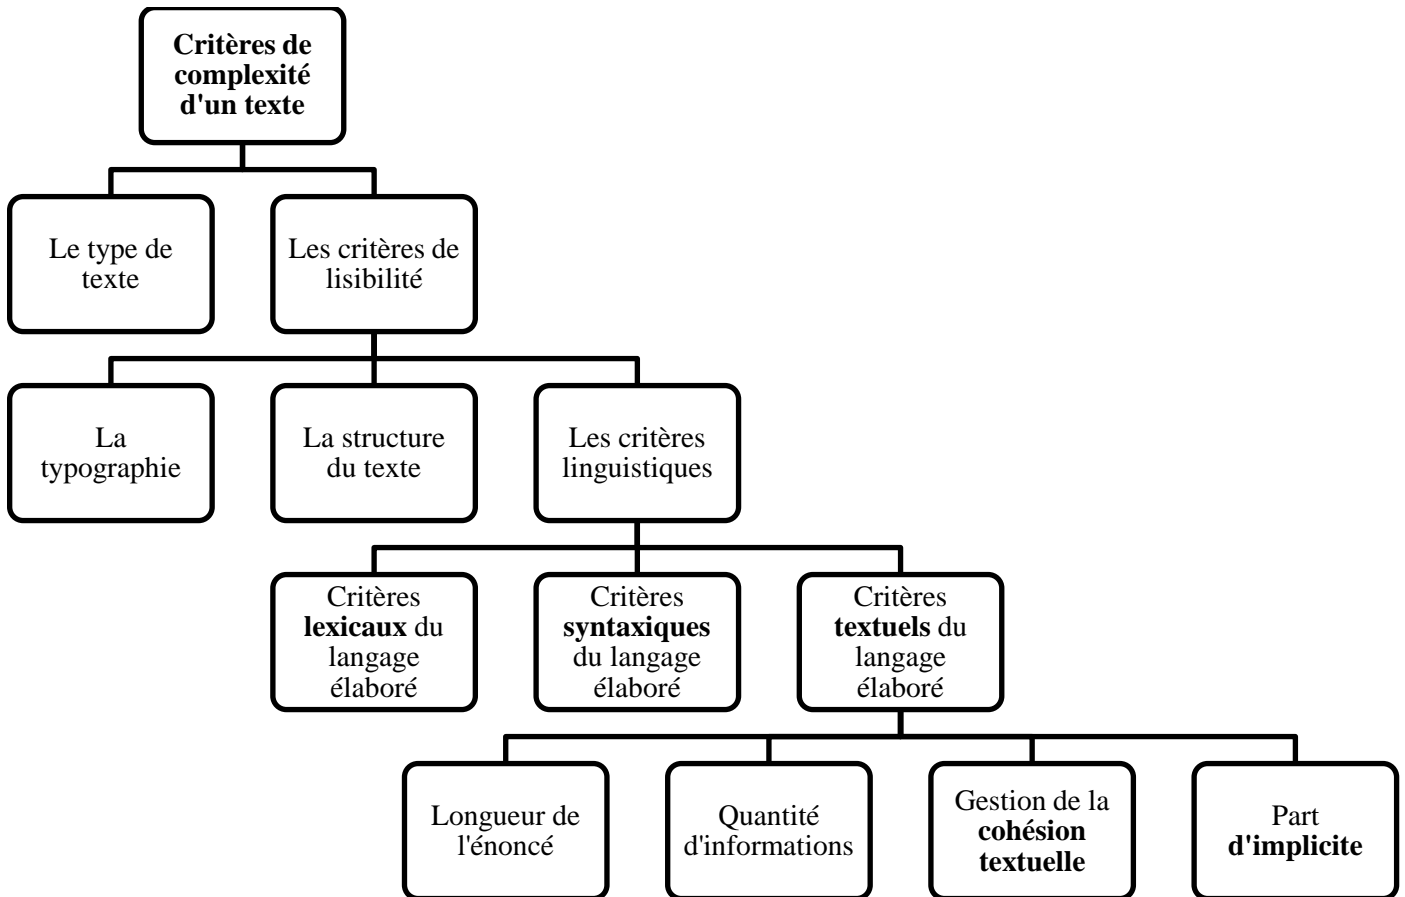 Critères de
complexité
d'un texte
Le type de
texte
Les critères de
lisibilité
La
typographie
La structure
du texte
Les critères
linguistiques
Critères
lexicaux du
langage
élaboré
Critères
syntaxiques
du langage
élaboré
Critères
textuels du
langage
élaboré
Longueur de
l'énoncé
Quantité
d'informations
Gestion de la
cohésion
textuelle
Part
d'implicite